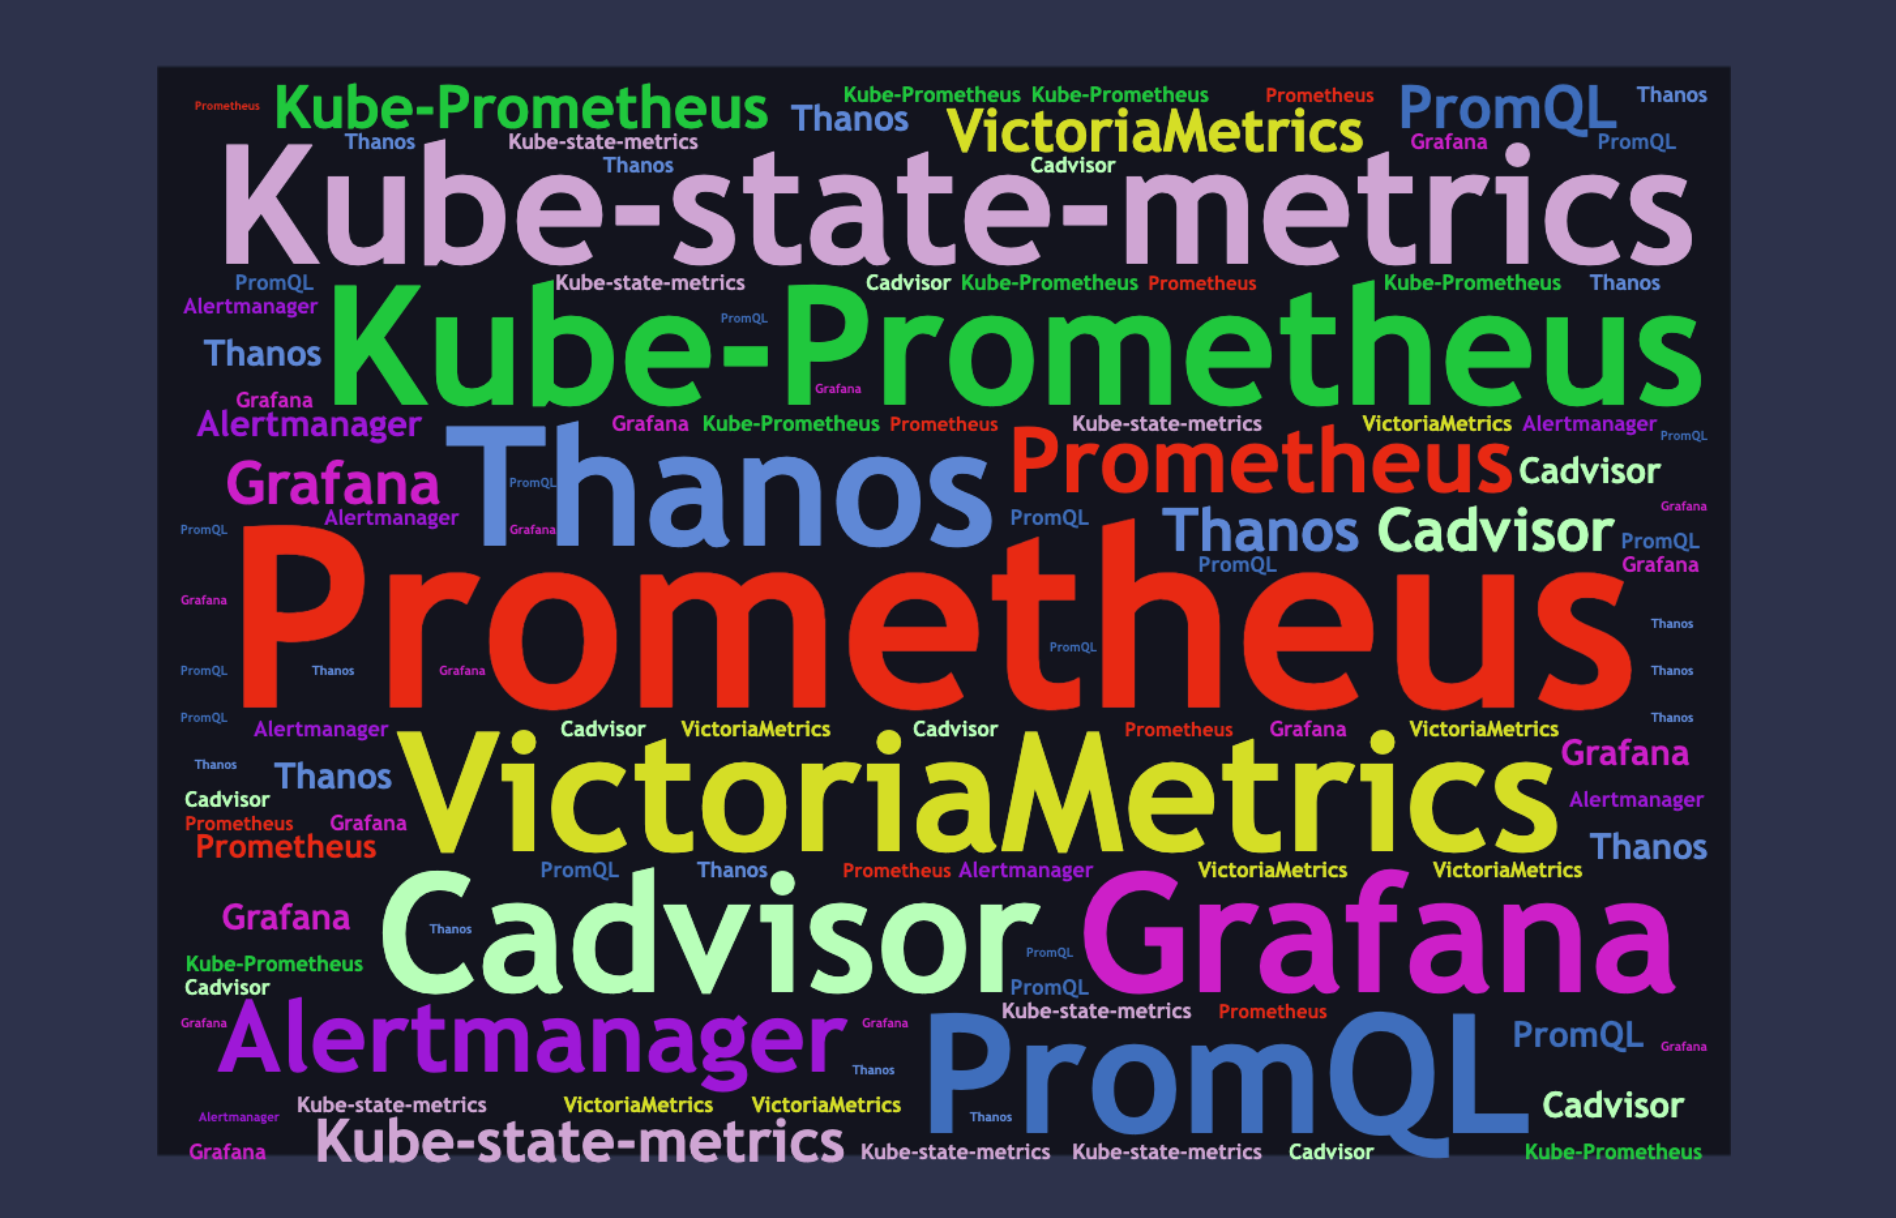 Prometheus Kube-Prometheus Thanos Kube-Prometheus Kube-Prometheus Prometheus PromQL Thanos
Thanos Kube-state-metrics VictoriaMetrics Grafana PromQL
Thanos Cadvisor
Kube-state-metrics
PromQL Kube-state-metrics Cadvisor Kube-Prometheus Prometheus Kube-Prometheus Thanos
Alertmanager PromQL
Thanos Kube-Prometheus
Grafana Grafana
Alertmanager Grafana Kube-Prometheus Prometheus Kube-state-metrics VictoriaMetrics Alertmanager PromQL
Grafana PromQL Thanos Prometheus Cadvisor
Alertmanager Grafana PromQL Thanos Cadvisor Grafana
PromQL PromQL PromQL
Grafana Prometheus Grafana
Thanos
PromQL
PromQL Thanos Grafana Thanos
PromQL Thanos
Alertmanager Cadvisor VictoriaMetrics Cadvisor Prometheus Grafana VictoriaMetrics
Thanos Thanos VictoriaMetrics Grafana
Cadvisor Alertmanager
Prometheus Grafana
Prometheus Thanos
PromQL Thanos Prometheus Alertmanager VictoriaMetrics VictoriaMetrics
Grafana Thanos Cadvisor Grafana
PromQL
Kube-Prometheus
Cadvisor PromQL
Kube-state-metrics Prometheus
Grafana Alertmanager Grafana PromQL PromQL Grafana
Thanos
Kube-state-metrics VictoriaMetrics VictoriaMetrics Cadvisor
Alertmanager Thanos
Grafana Kube-state-metrics Kube-state-metrics Kube-state-metrics Cadvisor Kube-Prometheus